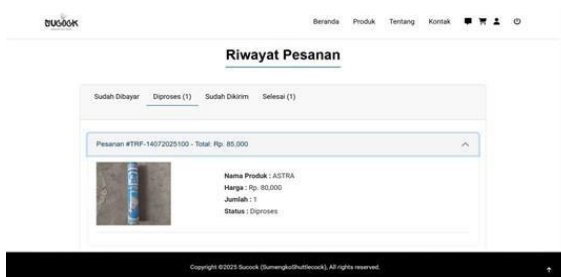 SUCOCK
Beranda Produk Tentang Kontak
Riwayat Pesanan
Sudah Dibayar Diproses (1) Sudah Dikirim Selesai (1)
Pesanan #TRF-14072025100 - Total: Rp. 85,000
Nama Produk : ASTRA
Harga : Rp. 80,000
Jumlah : 1
Status : Diproses
Copyright ©2025 Sucock (SumengkoShuttlecock), All rights reserved.